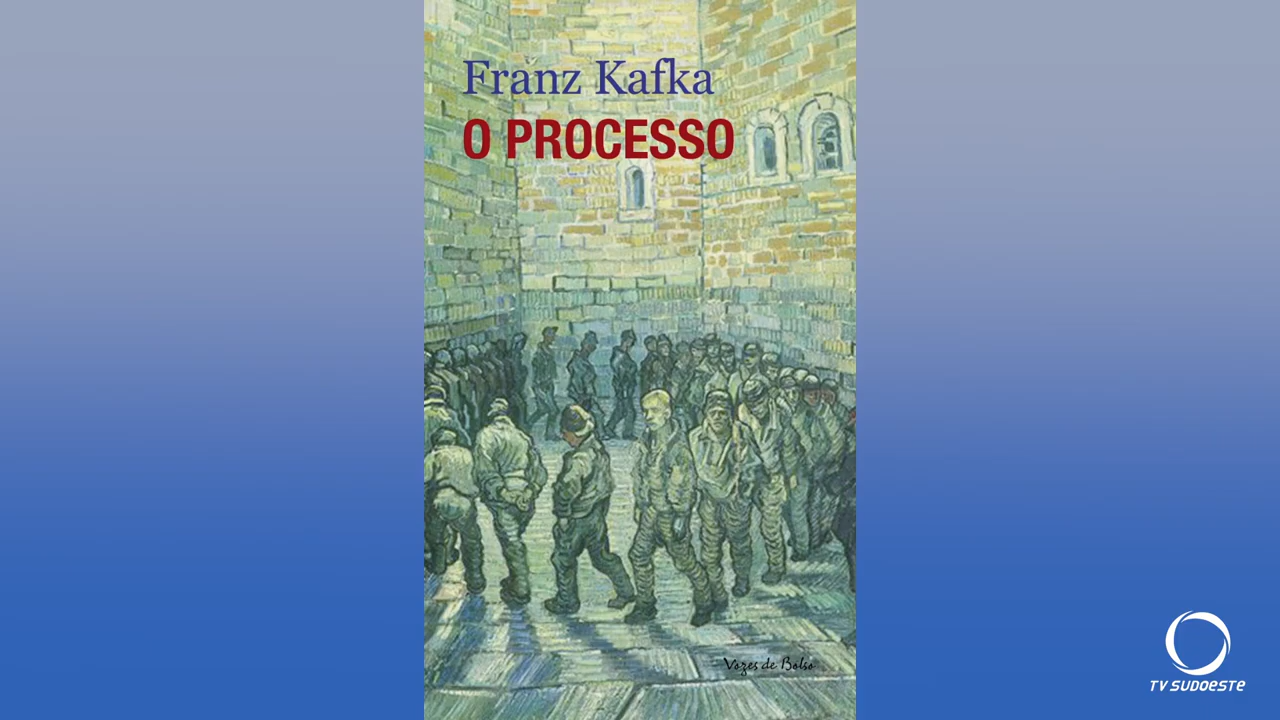 Franz Kafka
O PROCESSO
Vozes de Bolso
TV SUDOESTE